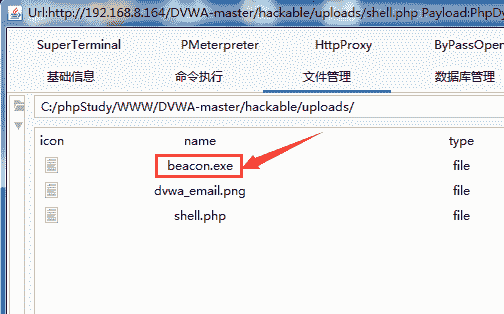 Url:http://192.168.8.164/DVWA-master/hackable/uploads/shell.php Payload:PhpDy
SuperTerminal PMeterpreter HttpProxy ByPassOpen
基础信息 命令执行 文件管理 数据库管理
C:/phpStudy/WWW/DVWA-master/hackable/uploads/
icon name type
beacon.exe file
dvwa_email.png file
shell.php file